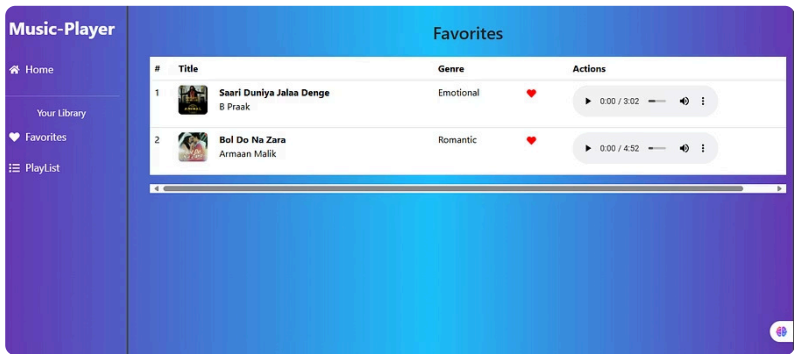 Music-Player
Home
Your Library
Favorites
PlayList
Favorites
# Title Genre Actions
1 Saari Duniya Jalaa Denge Emotional 0:00 / 3:02
B Praak
2 Bol Do Na Zara Romantic 0:00 / 4:52
Armaan Malik